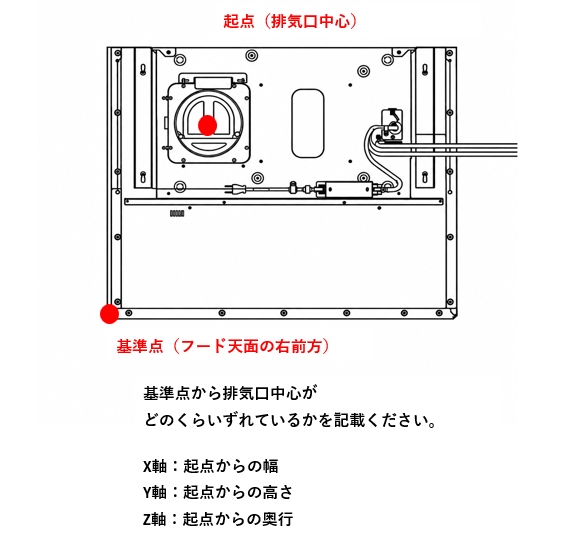 起点（排気口中心）
基準点（フード天面の右前方）
基準点から排気口中心が
どのくらいずれているかを記載ください。
X軸：起点からの幅
Y軸：起点からの高さ
Z軸：起点からの奥行